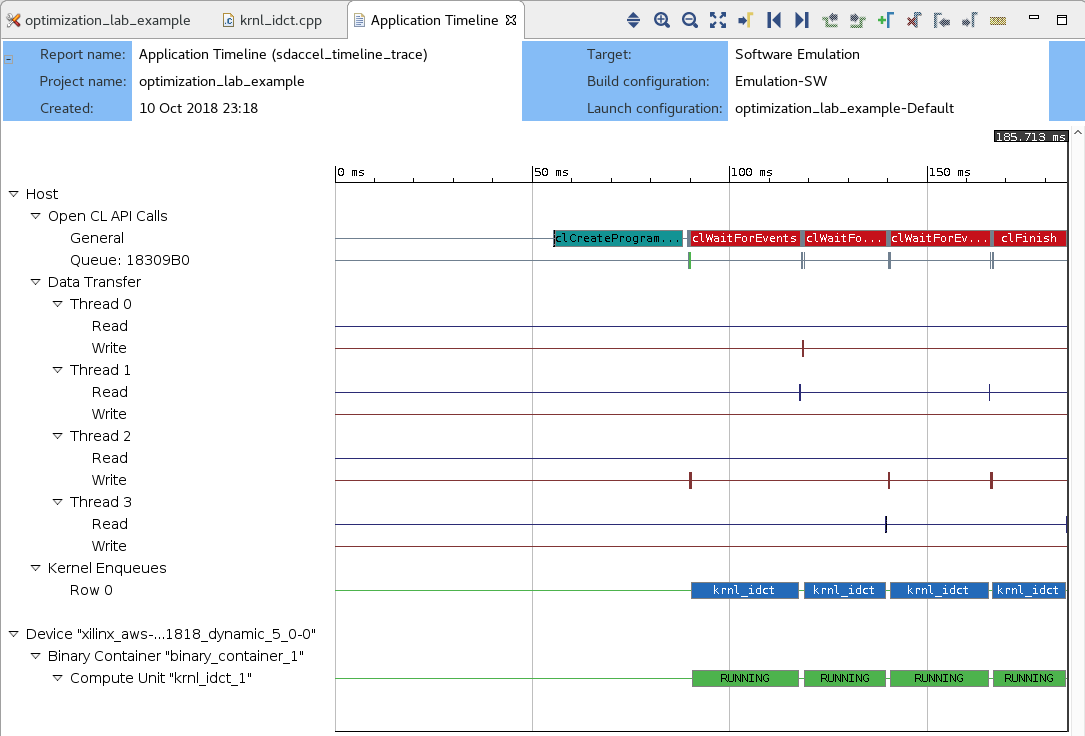 optimization_lab_example krnl_idct.cpp Application Timeline
Report name: Application Timeline (sdaccel_timeline_trace) Target: Software Emulation
Project name: optimization_lab_example Build configuration: Emulation-SW
Created: 10 Oct 2018 23:18 Launch configuration: optimization_lab_example-Default
185.713 ms
0 ms 50 ms 100 ms 150 ms
Host
Open CL API Calls
General clCreateProgram... clWaitForEvents clWaitFo... clWaitForEv... clFinish
Queue: 18309B0
Data Transfer
Thread 0
Read
Write
Thread 1
Read
Write
Thread 2
Read
Write
Thread 3
Read
Write
Kernel Enqueues
Row 0 krnl_idct krnl_idct krnl_idct krnl_idct
Device "xilinx_aws-...1818_dynamic_5_0-0"
Binary Container "binary_container_1"
Compute Unit "krnl_idct_1" RUNNING RUNNING RUNNING RUNNING